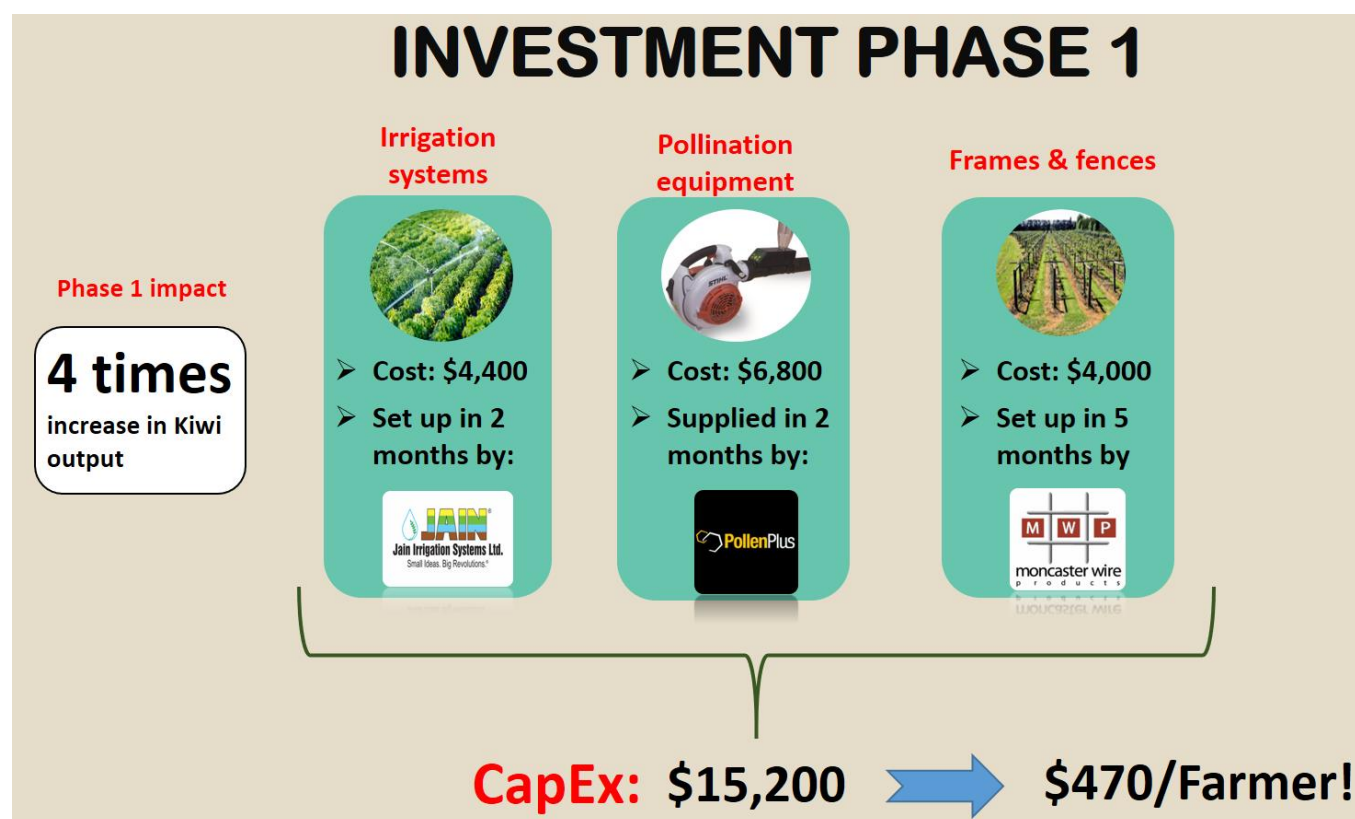 INVESTMENT PHASE 1
Irrigation
systems
Pollination
equipment
Frames & fences
Phase 1 impact
4 times
increase in Kiwi
output
➢ Cost: $4,400
➢ Set up in 2
months by:
JAIN®
Jain Irrigation Systems Ltd.
Small Ideas. Big Revolutions.®
STIHL
➢ Cost: $6,800
➢ Supplied in 2
months by:
PollenPlus
➢ Cost: $4,000
➢ Set up in 5
months by
M W P
moncaster wire
products
CapEx: $15,200
$470/Farmer!